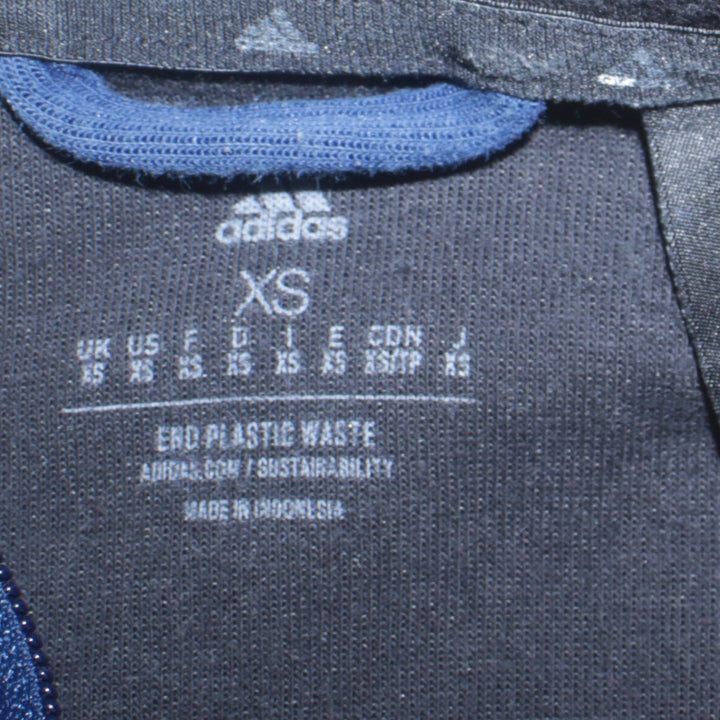 adidas
XS
UK US F D I E CDN J
XS XS XS XS XS XS XS/TP XS
END PLASTIC WASTE
ADIDAS.COM / SUSTAINABILITY
MADE IN INDONESIA